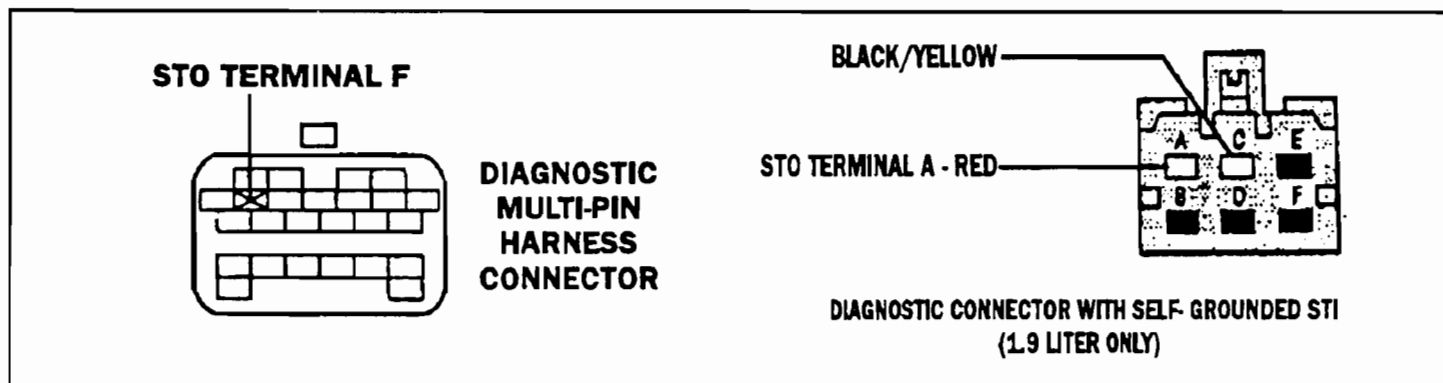 STO TERMINAL F
DIAGNOSTIC
MULTI-PIN
HARNESS
CONNECTOR
BLACK/YELLOW
STO TERMINAL A - RED
A C E
B D F
DIAGNOSTIC CONNECTOR WITH SELF- GROUNDED STI
(1.9 LITER ONLY)